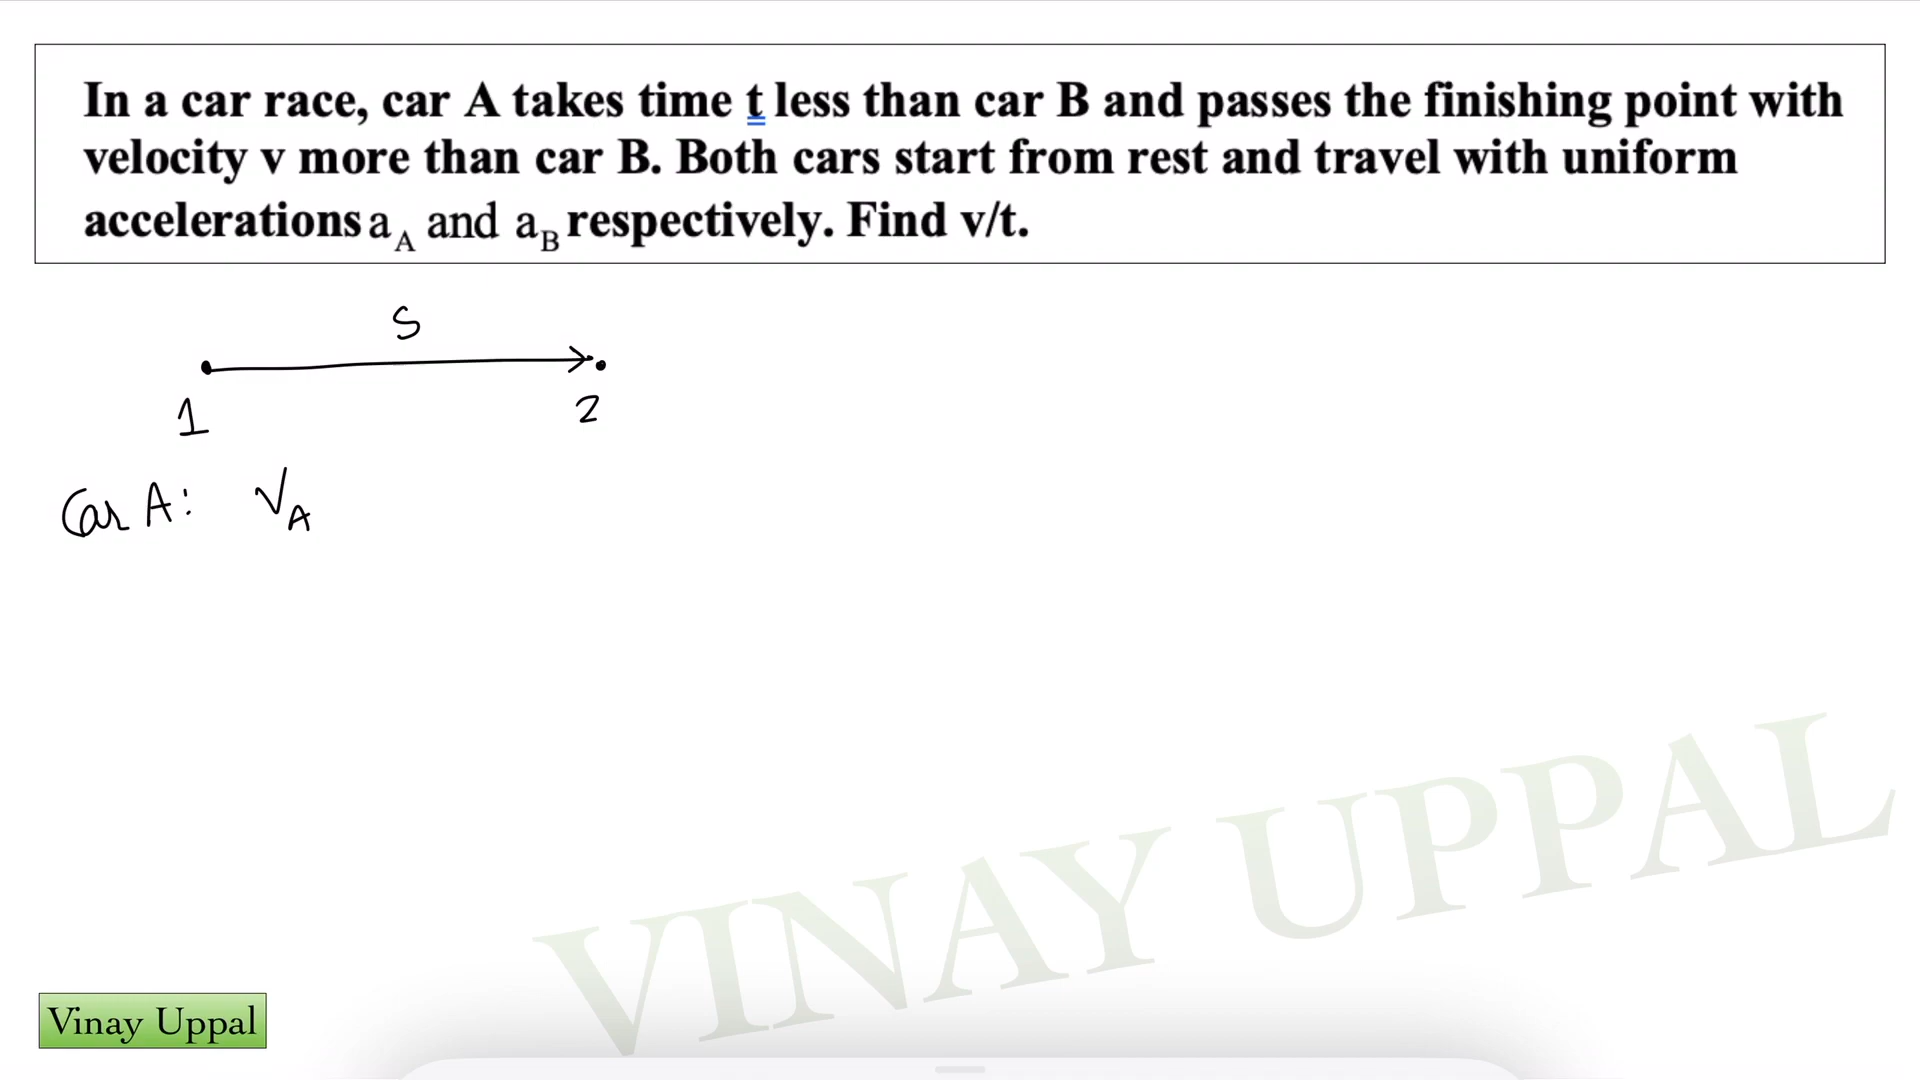 In a car race, car A takes time t less than car B and passes the finishing point with
velocity v more than car B. Both cars start from rest and travel with uniform
accelerations a_A and a_B respectively. Find v/t.
S
1 2
Car A: V_A
VINAY UPPAL
Vinay Uppal